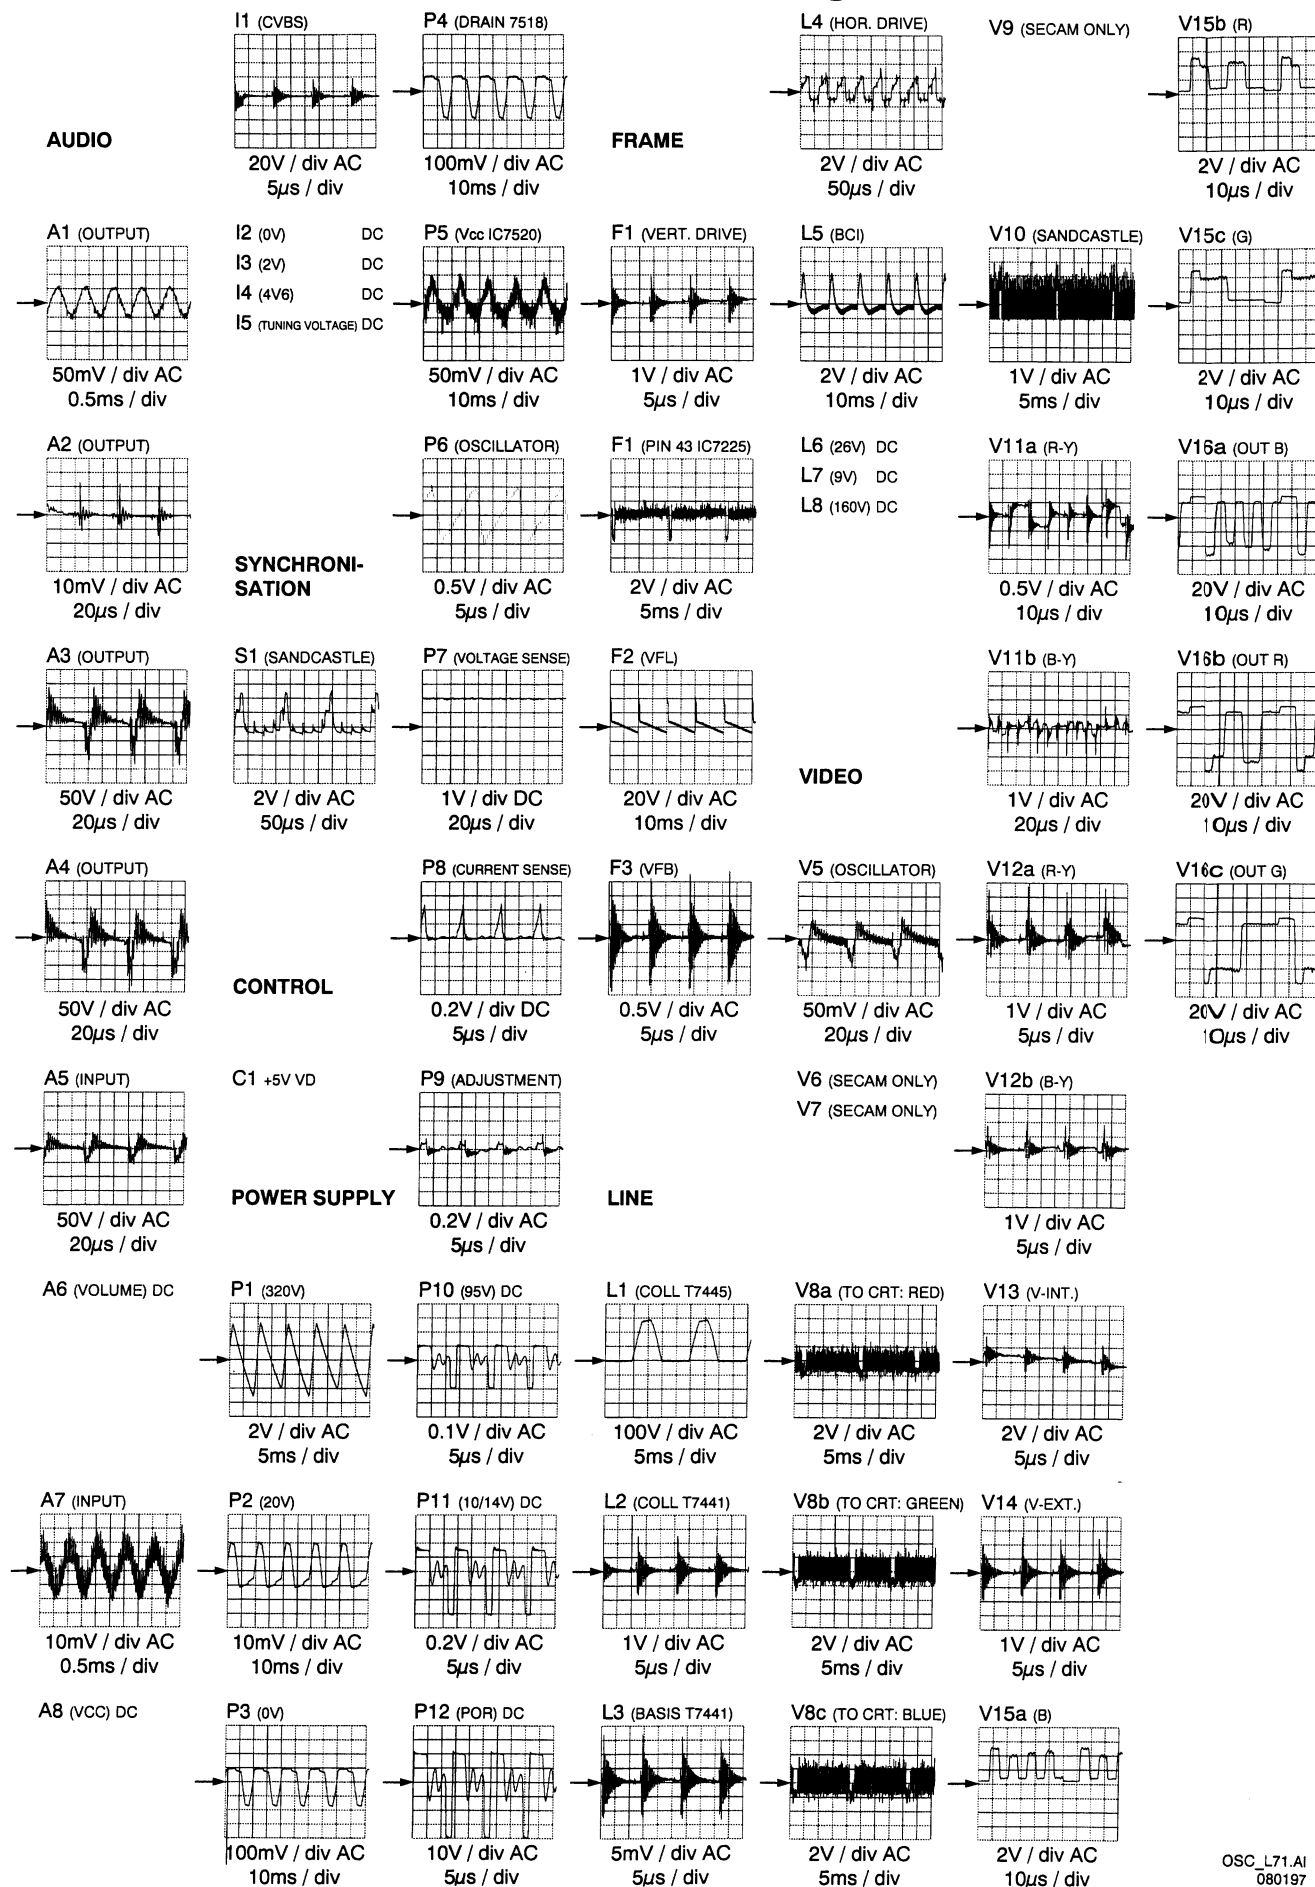 I1 (CVBS)
20V / div AC
5µs / div
P4 (DRAIN 7518)
100mV / div AC
10ms / div
L4 (HOR. DRIVE)
2V / div AC
50µs / div
V9 (SECAM ONLY)
V15b (R)
2V / div AC
10µs / div
AUDIO
FRAME
A1 (OUTPUT)
50mV / div AC
0.5ms / div
I2 (0V) DC
I3 (2V) DC
I4 (4V6) DC
I5 (TUNING VOLTAGE) DC
P5 (Vcc IC7520)
50mV / div AC
10ms / div
F1 (VERT. DRIVE)
1V / div AC
5µs / div
L5 (BCI)
2V / div AC
10ms / div
V10 (SANDCASTLE)
1V / div AC
5ms / div
V15c (G)
2V / div AC
10µs / div
A2 (OUTPUT)
10mV / div AC
20µs / div
SYNCHRONI-
SATION
P6 (OSCILLATOR)
0.5V / div AC
5µs / div
F1 (PIN 43 IC7225)
2V / div AC
5ms / div
L6 (26V) DC
L7 (9V) DC
L8 (160V) DC
V11a (R-Y)
0.5V / div AC
10µs / div
V16a (OUT B)
20V / div AC
10µs / div
A3 (OUTPUT)
50V / div AC
20µs / div
S1 (SANDCASTLE)
2V / div AC
50µs / div
P7 (VOLTAGE SENSE)
1V / div DC
20µs / div
F2 (VFL)
20V / div AC
10ms / div
VIDEO
V11b (B-Y)
1V / div AC
20µs / div
V16b (OUT R)
20V / div AC
10µs / div
A4 (OUTPUT)
50V / div AC
20µs / div
CONTROL
P8 (CURRENT SENSE)
0.2V / div DC
5µs / div
F3 (VFB)
0.5V / div AC
5µs / div
V5 (OSCILLATOR)
50mV / div AC
20µs / div
V12a (R-Y)
1V / div AC
5µs / div
V16c (OUT G)
20V / div AC
10µs / div
A5 (INPUT)
50V / div AC
20µs / div
C1 +5V VD
POWER SUPPLY
P9 (ADJUSTMENT)
0.2V / div AC
5µs / div
LINE
V6 (SECAM ONLY)
V7 (SECAM ONLY)
V12b (B-Y)
1V / div AC
5µs / div
A6 (VOLUME) DC
P1 (320V)
2V / div AC
5ms / div
P10 (95V) DC
0.1V / div AC
5µs / div
L1 (COLL T7445)
100V / div AC
5ms / div
V8a (TO CRT: RED)
2V / div AC
5ms / div
V13 (V-INT.)
2V / div AC
5µs / div
A7 (INPUT)
10mV / div AC
0.5ms / div
P2 (20V)
10mV / div AC
10ms / div
P11 (10/14V) DC
0.2V / div AC
5µs / div
L2 (COLL T7441)
1V / div AC
5µs / div
V8b (TO CRT: GREEN)
2V / div AC
5ms / div
V14 (V-EXT.)
1V / div AC
5µs / div
A8 (VCC) DC
P3 (0V)
100mV / div AC
10ms / div
P12 (POR) DC
10V / div AC
5µs / div
L3 (BASIS T7441)
5mV / div AC
5µs / div
V8c (TO CRT: BLUE)
2V / div AC
5ms / div
V15a (B)
2V / div AC
10µs / div
OSC_L71.AI
080197